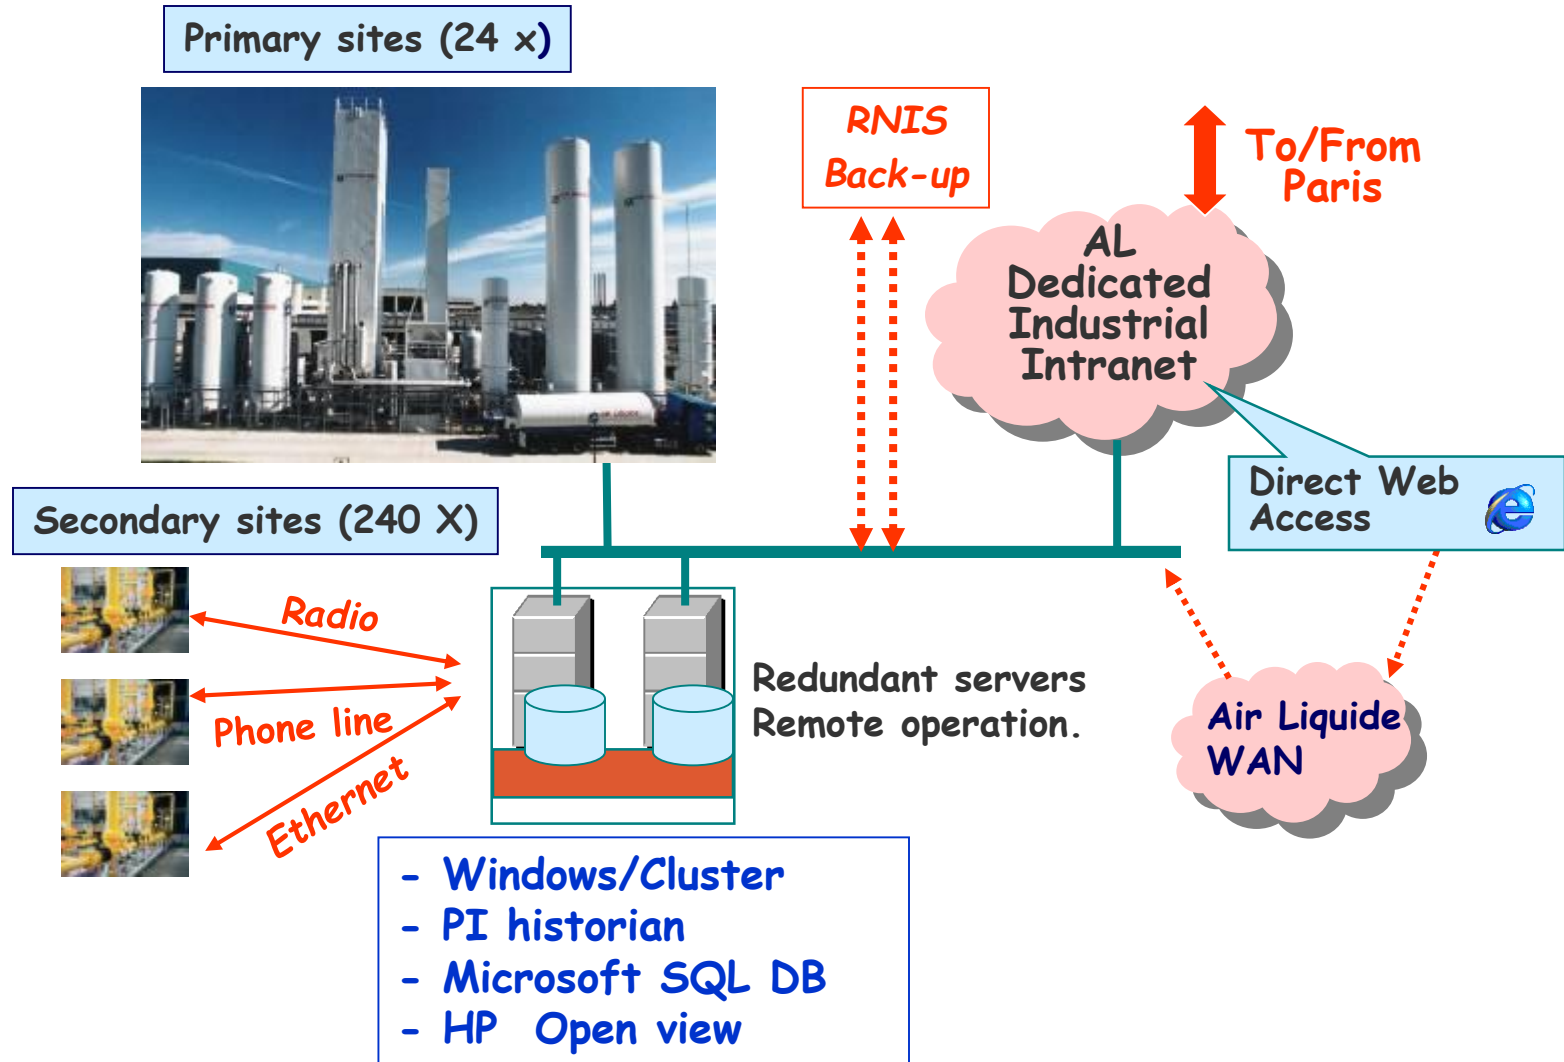 Primary sites (24 x)
RNIS
Back-up
To/From
Paris
AL
Dedicated
Industrial
Intranet
Direct Web
Access
Secondary sites (240 X)
Radio
Phone line
Ethernet
Redundant servers
Remote operation.
Air Liquide
WAN
- Windows/Cluster
- PI historian
- Microsoft SQL DB
- HP Open view